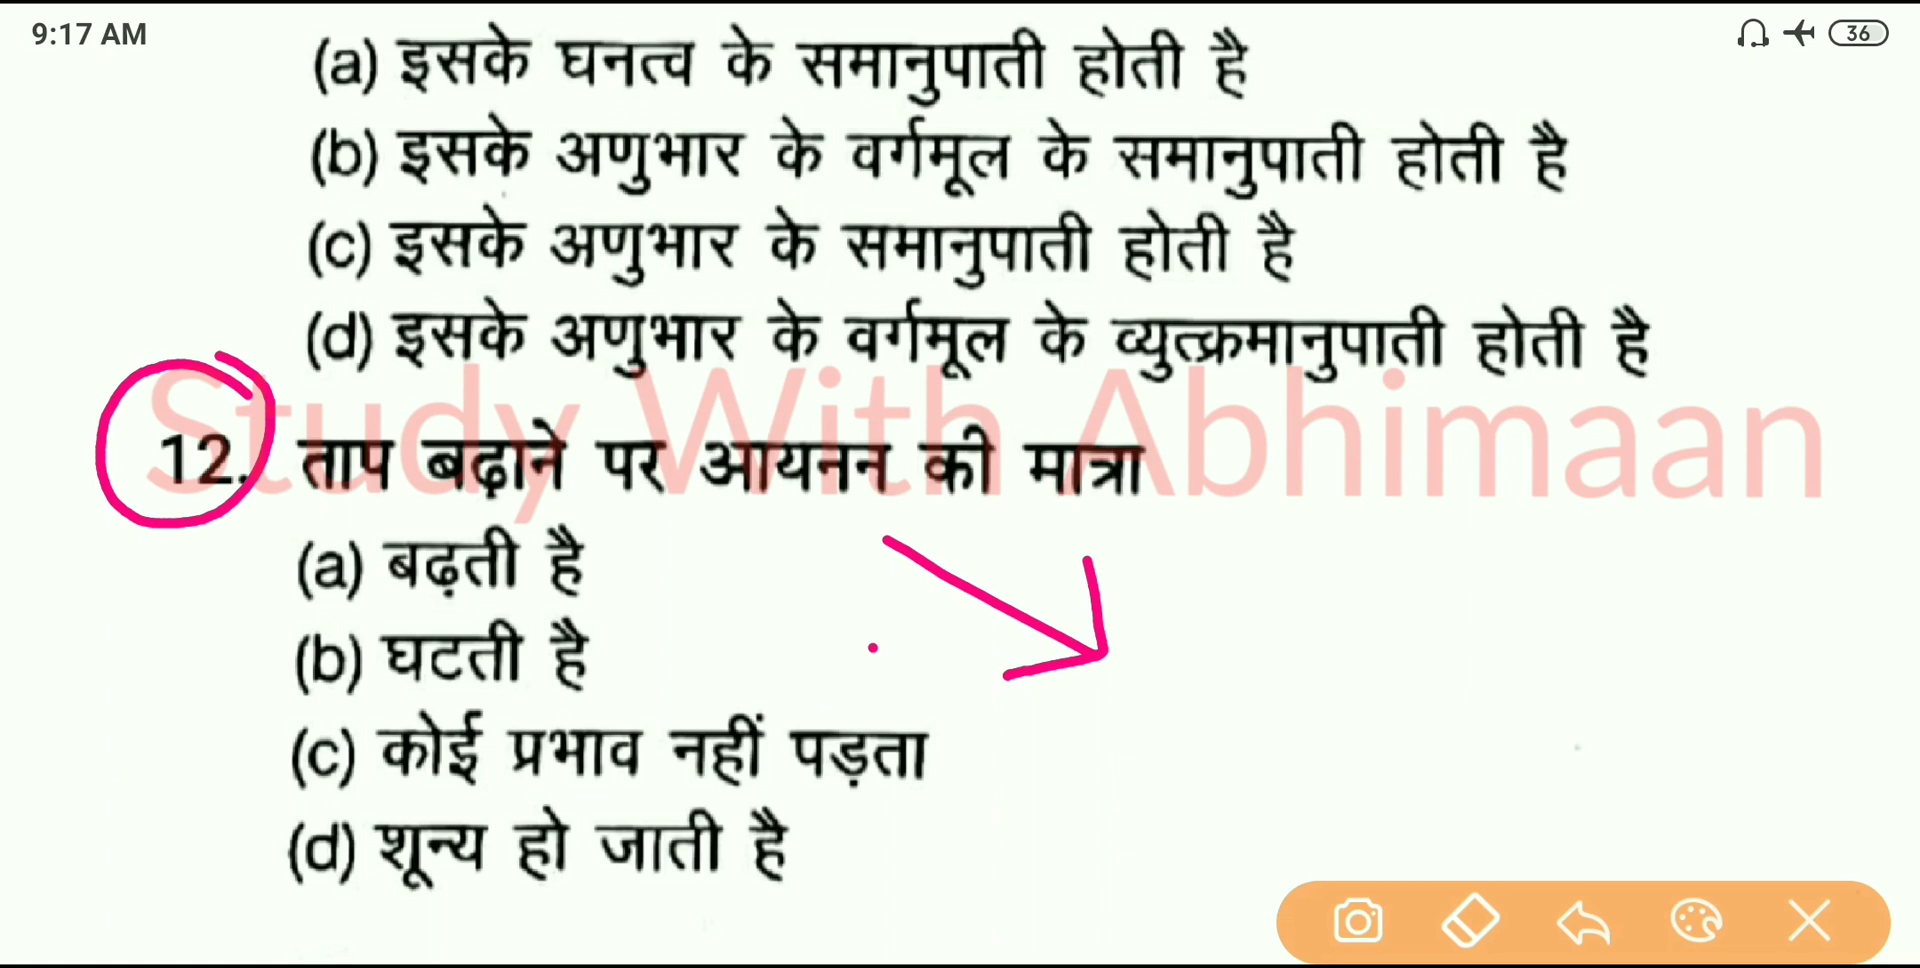 9:17 AM
36
(a) इसके घनत्व के समानुपाती होती है
(b) इसके अणुभार के वर्गमूल के समानुपाती होती है
(c) इसके अणुभार के समानुपाती होती है
(d) इसके अणुभार के वर्गमूल के व्युत्क्रमानुपाती होती है
Study With Abhimaan
12. ताप बढ़ाने पर आयनन की मात्रा
(a) बढ़ती है
(b) घटती है
(c) कोई प्रभाव नहीं पड़ता
(d) शून्य हो जाती है